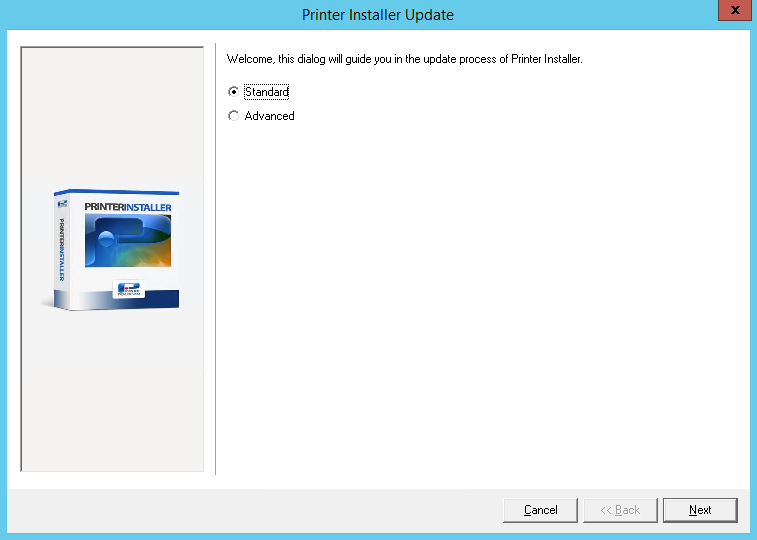 Printer Installer Update
x
Welcome, this dialog will guide you in the update process of Printer Installer.
Standard
Advanced
PRINTERINSTALLER
PRINTERINSTALLER
Cancel
<< Back
Next